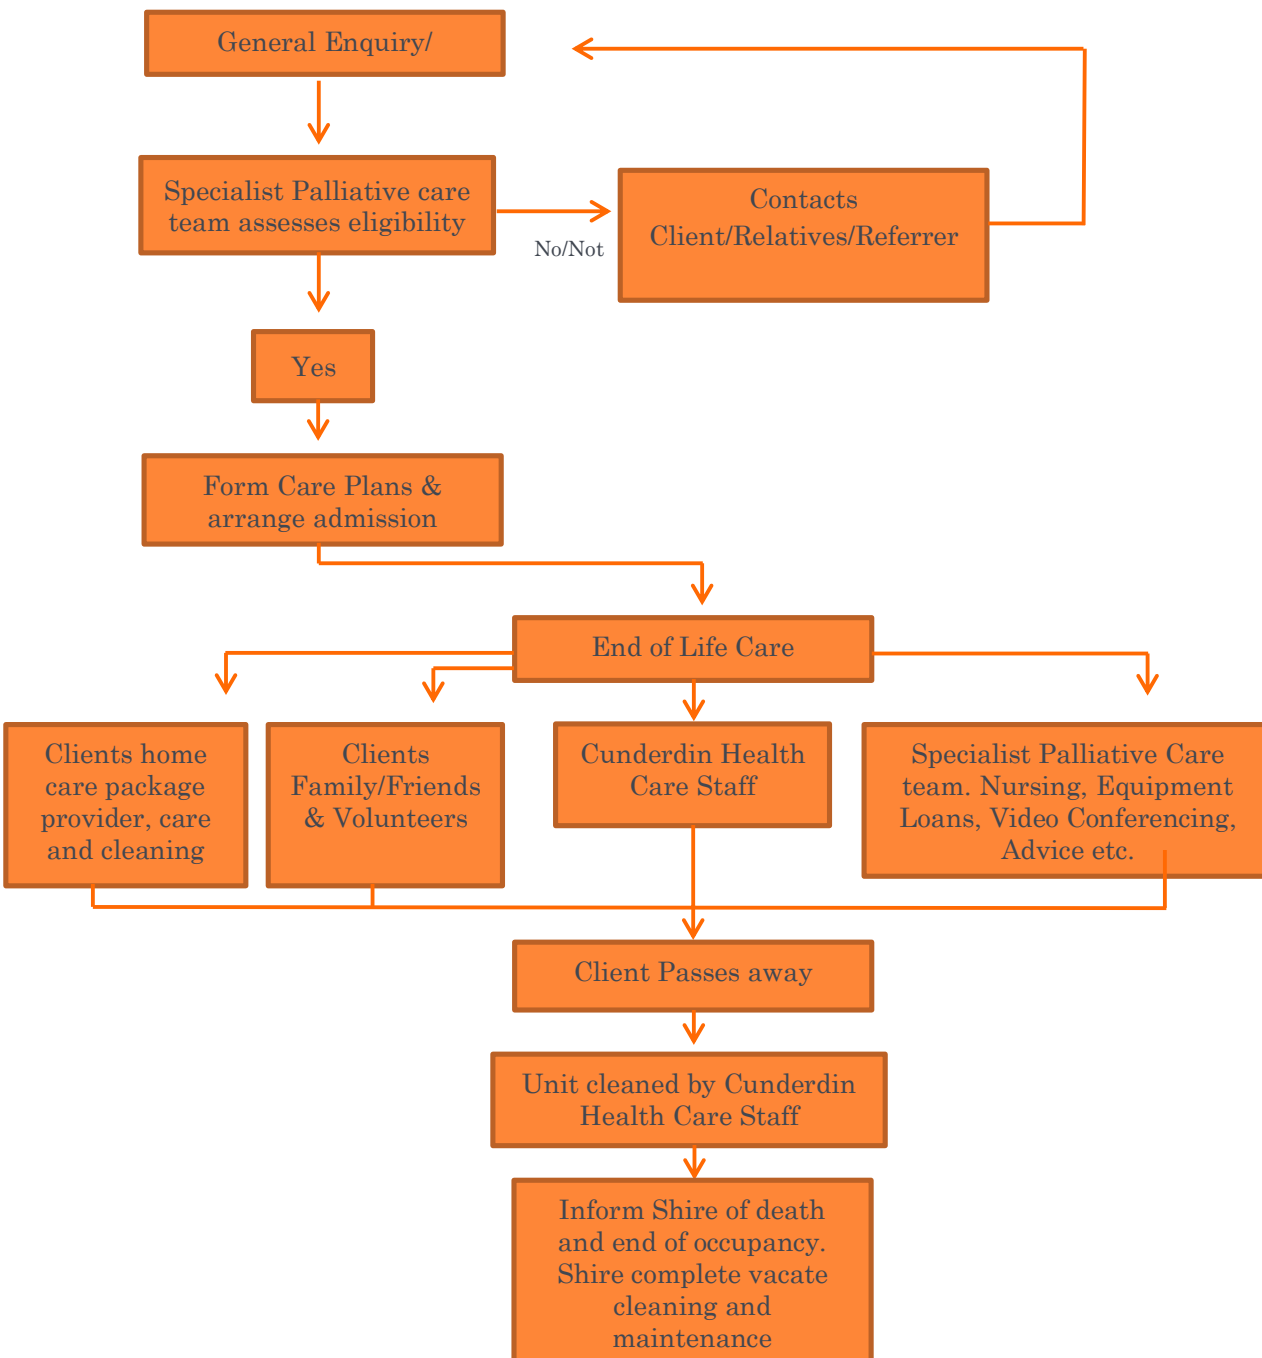 General Enquiry/
Specialist Palliative care
team assesses eligibility
No/Not
Contacts
Client/Relatives/Referrer
Yes
Form Care Plans &
arrange admission
End of Life Care
Clients home
care package
provider, care
and cleaning
Clients
Family/Friends
& Volunteers
Cunderdin Health
Care Staff
Specialist Palliative Care
team. Nursing, Equipment
Loans, Video Conferencing,
Advice etc.
Client Passes away
Unit cleaned by Cunderdin
Health Care Staff
Inform Shire of death
and end of occupancy.
Shire complete vacate
cleaning and
maintenance